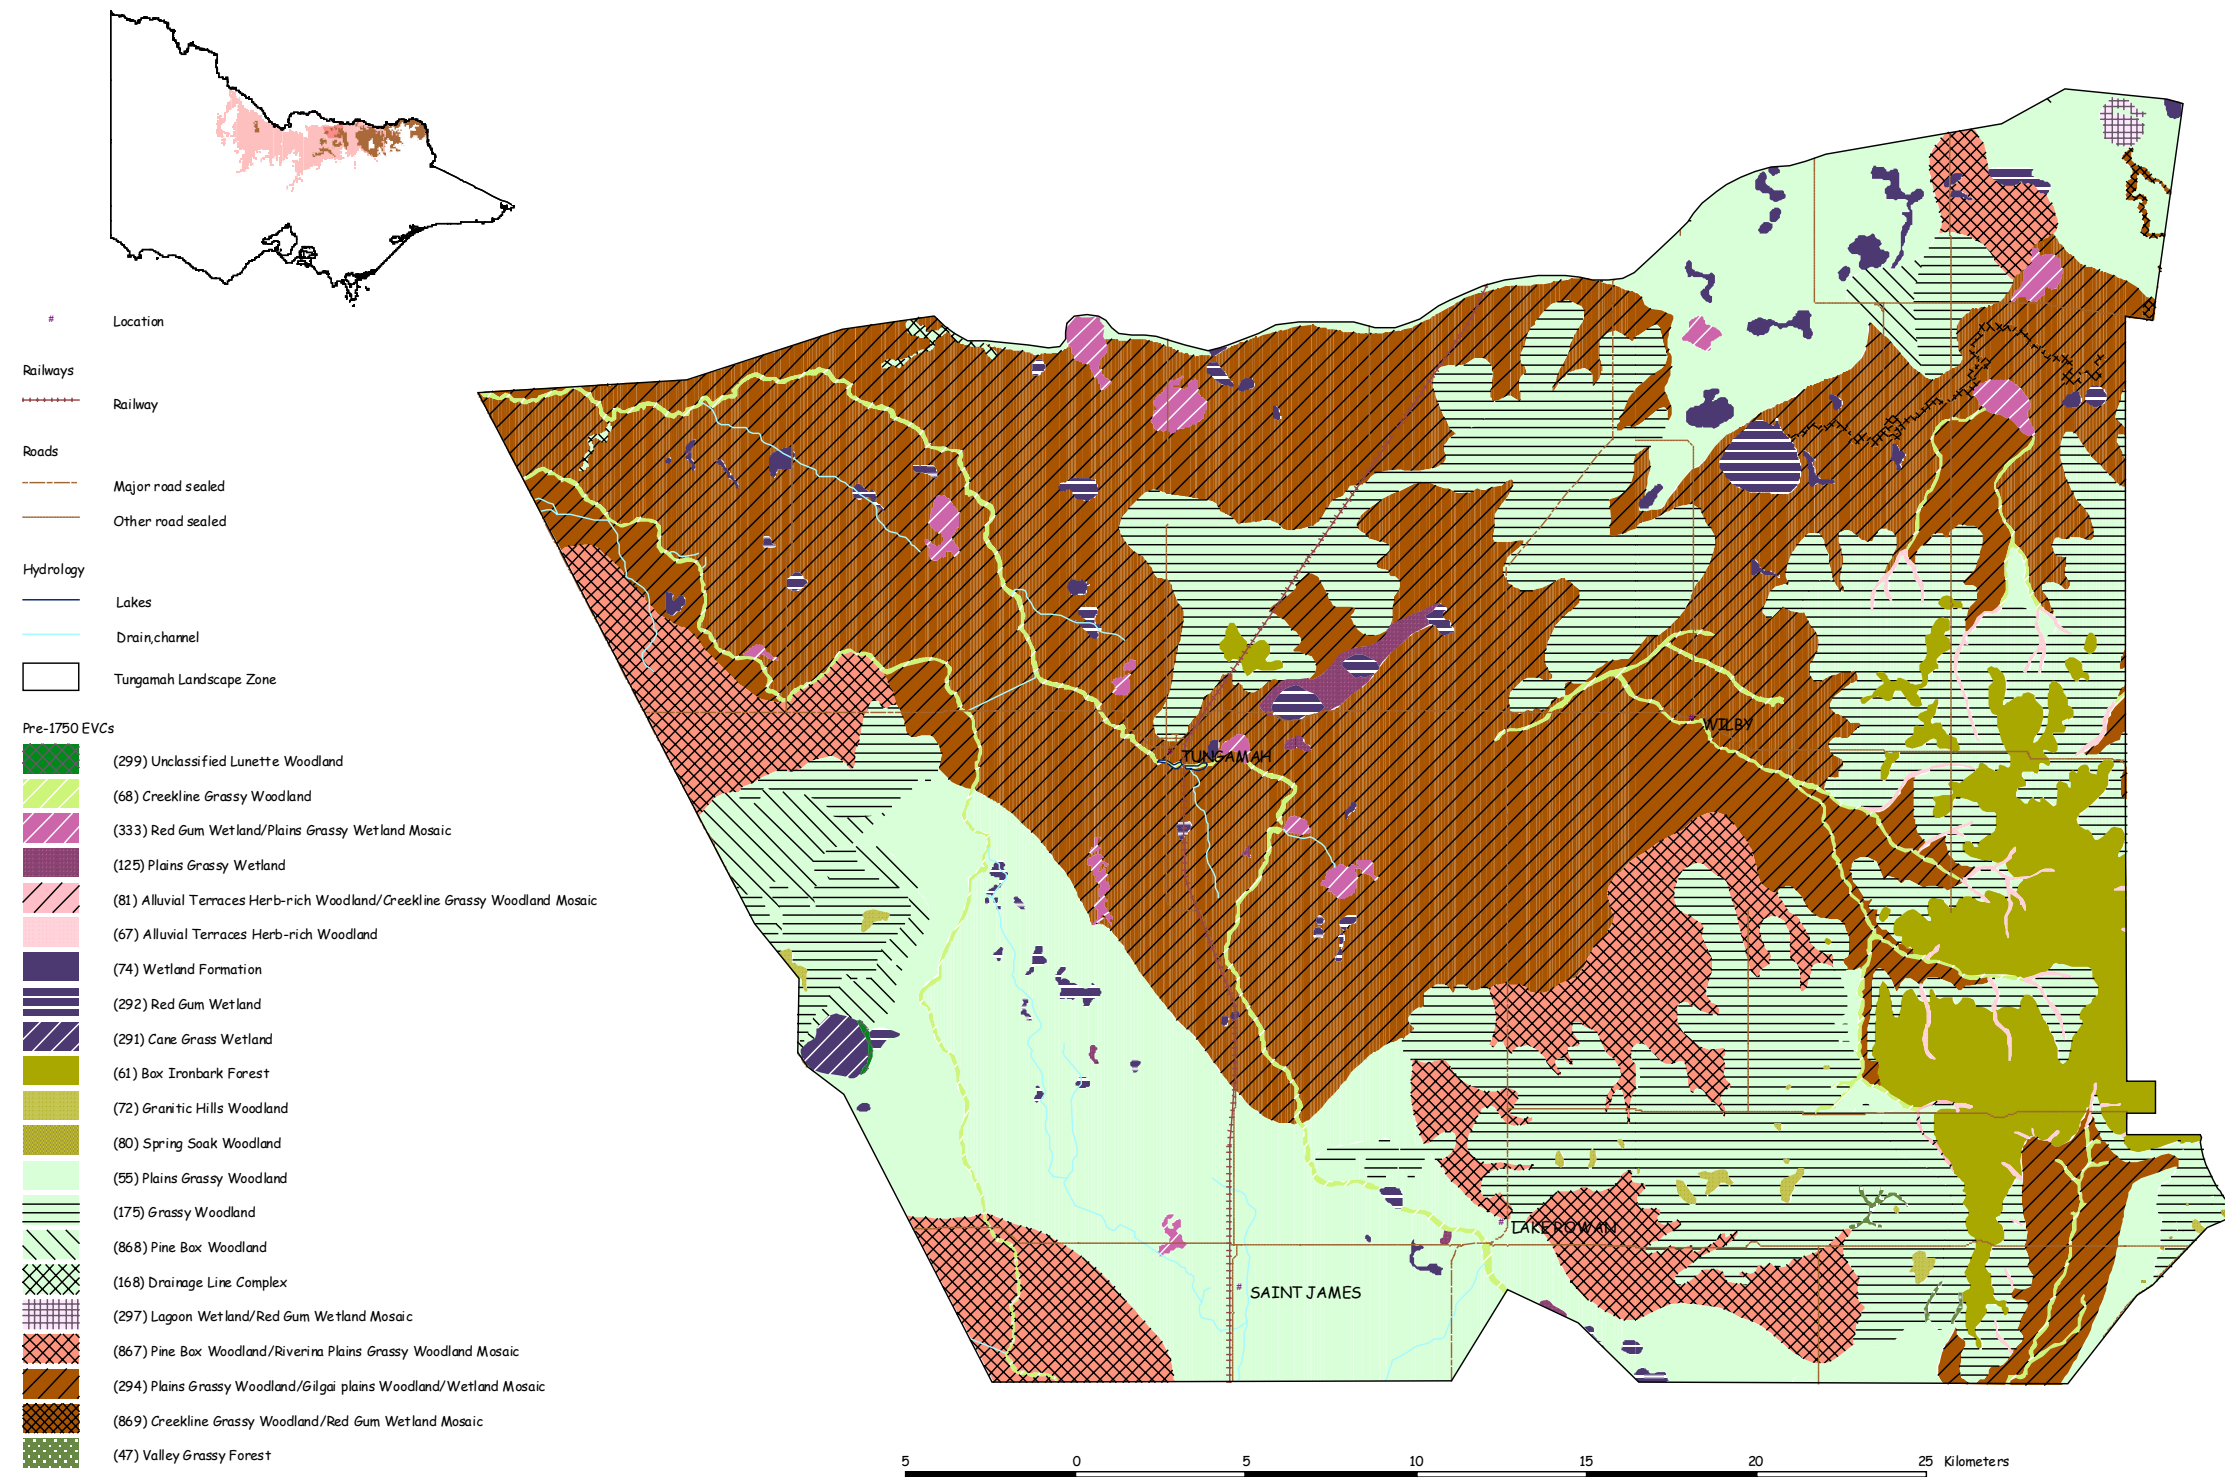 #
Location
Railways
Railway
Roads
Major road sealed
Other road sealed
Hydrology
Lakes
Drain,channel
Tungamah Landscape Zone
Pre-1750 EVCs
(299) Unclassified Lunette Woodland
(68) Creekline Grassy Woodland
(333) Red Gum Wetland/Plains Grassy Wetland Mosaic
(125) Plains Grassy Wetland
(81) Alluvial Terraces Herb-rich Woodland/Creekline Grassy Woodland Mosaic
(67) Alluvial Terraces Herb-rich Woodland
(74) Wetland Formation
(292) Red Gum Wetland
(291) Cane Grass Wetland
(61) Box Ironbark Forest
(72) Granitic Hills Woodland
(80) Spring Soak Woodland
(55) Plains Grassy Woodland
(175) Grassy Woodland
(868) Pine Box Woodland
(168) Drainage Line Complex
(297) Lagoon Wetland/Red Gum Wetland Mosaic
(867) Pine Box Woodland/Riverina Plains Grassy Woodland Mosaic
(294) Plains Grassy Woodland/Gilgai plains Woodland/Wetland Mosaic
(869) Creekline Grassy Woodland/Red Gum Wetland Mosaic
(47) Valley Grassy Forest
# WILBY
# TUNGAMAH
# LAKE ROWAN
# SAINT JAMES
5 0 5 10 15 20 25 Kilometers